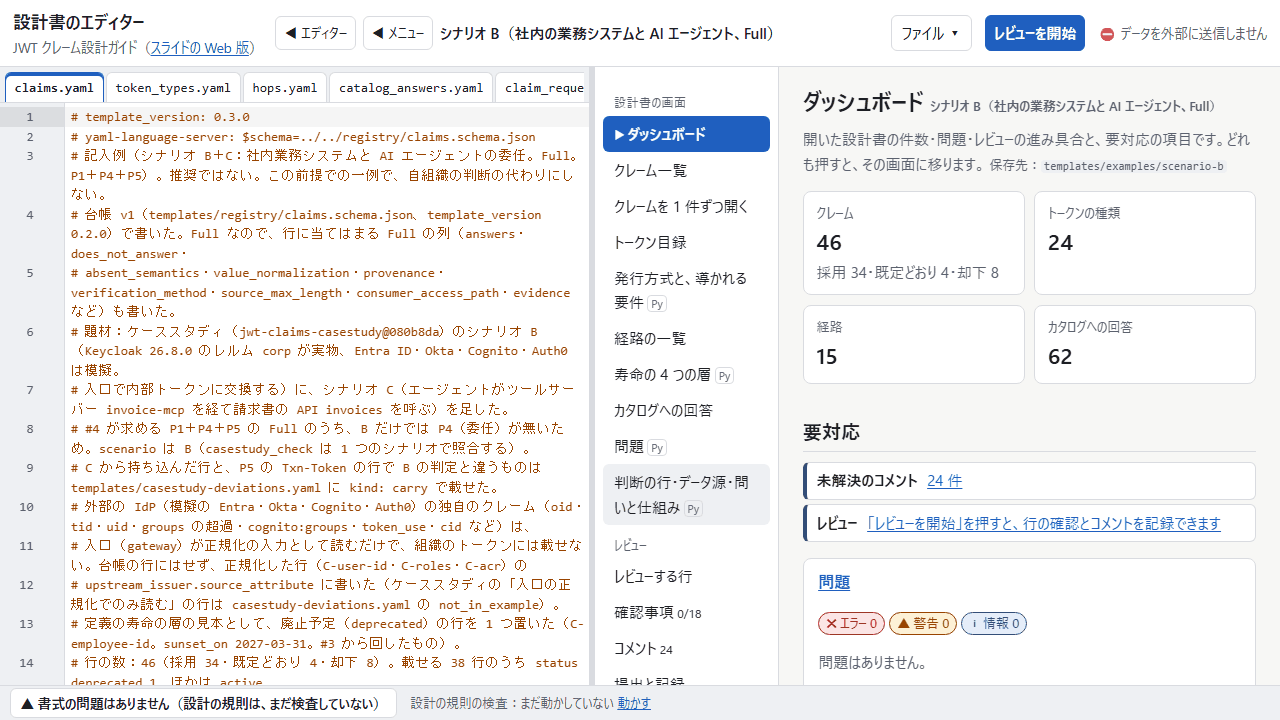 設計書のエディター
JWT クレーム設計ガイド（スライドの Web 版）
◀ エディター
◀ メニュー
シナリオ B（社内の業務システムと AI エージェント、Full）
ファイル ▼
レビューを開始
データを外部に送信しません
claims.yaml
token_types.yaml
hops.yaml
catalog_answers.yaml
claim_reque
1 # template_version: 0.3.0
2 # yaml-language-server: $schema=../../registry/claims.schema.json
3 # 記入例（シナリオ B＋C：社内業務システムと AI エージェントの委任。Full。
P1＋P4＋P5）。推奨ではない。この前提での一例で、自組織の判断の代わりにし
ない。
4 # 台帳 v1（templates/registry/claims.schema.json、template_version
0.2.0）で書いた。Full なので、行に当てはまる Full の列（answers・
does_not_answer・
5 # absent_semantics・value_normalization・provenance・
verification_method・source_max_length・consumer_access_path・evidence
など）も書いた。
6 # 題材：ケーススタディ（jwt-claims-casestudy@080b8da）のシナリオ B
（Keycloak 26.8.0 のレルム corp が実物、Entra ID・Okta・Cognito・Auth0
は模擬。
7 # 入口で内部トークンに交換する）に、シナリオ C（エージェントがツールサー
バー invoice-mcp を経て請求書の API invoices を呼ぶ）を足した。
8 # #4 が求める P1＋P4＋P5 の Full のうち、B だけでは P4（委任）が無いた
め。scenario は B（casestudy_check は 1 つのシナリオで照合する）。
9 # C から持ち込んだ行と、P5 の Txn-Token の行で B の判定と違うものは
templates/casestudy-deviations.yaml に kind: carry で載せた。
10 # 外部の IdP（模擬の Entra・Okta・Cognito・Auth0）の独自のクレーム（oid・
tid・uid・groups の超過・cognito:groups・token_use・cid など）は、
11 # 入口（gateway）が正規化の入力として読むだけで、組織のトークンには載せな
い。台帳の行にはせず、正規化した行（C-user-id・C-roles・C-acr）の
12 # upstream_issuer.source_attribute に書いた（ケーススタディの「入口の正
規化でのみ読む」の行は casestudy-deviations.yaml の not_in_example）。
13 # 定義の寿命の層の見本として、廃止予定（deprecated）の行を 1 つ置いた（C-
employee-id。sunset_on 2027-03-31。#3 から回したもの）。
14 # 行の数：46（採用 34・既定どおり 4・却下 8）。載せる 38 行のうち status
deprecated 1、ほかは active
設計書の画面
▶ ダッシュボード
クレーム一覧
クレームを 1 件ずつ開く
トークン目録
発行方式と、導かれる
要件 Py
経路の一覧
寿命の 4 つの層 Py
カタログへの回答
問題 Py
判断の行・データ源・問
いと仕組み Py
レビュー
レビューする行
確認事項 0/18
コメント 24
提出と記録
ダッシュボード シナリオ B（社内の業務システムと AI エージェント、Full）
開いた設計書の件数・問題・レビューの進み具合と、要対応の項目です。どれ
も押すと、その画面に移ります。 保存先：templates/examples/scenario-b
クレーム
46
採用 34・既定どおり 4・却下 8
トークンの種類
24
経路
15
カタログへの回答
62
要対応
未解決のコメント 24 件
レビュー 「レビューを開始」を押すと、行の確認とコメントを記録できます
問題
✕ エラー 0
▲ 警告 0
i 情報 0
問題はありません。
▲ 書式の問題はありません（設計の規則は、まだ検査していない）
設計の規則の検査：まだ動かしていない 動かす